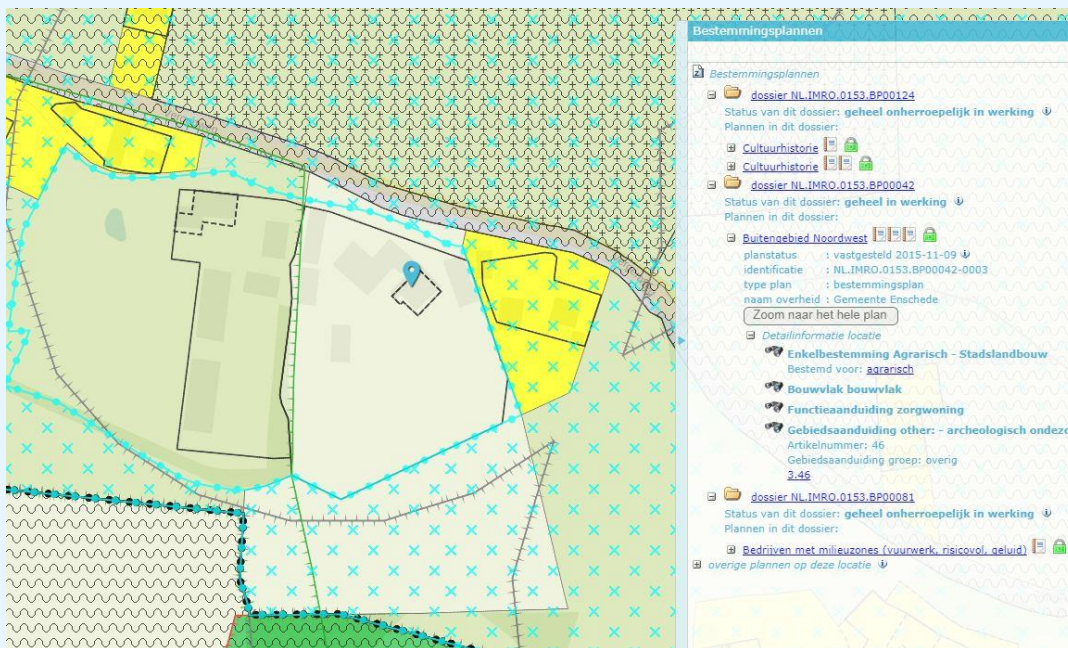 Bestemmingsplannen
Bestemmingsplannen
dossier NL.IMRO.0153.BP00124
Status van dit dossier: geheel onherroepelijk in werking
Plannen in dit dossier:
Cultuurhistorie
Cultuurhistorie
dossier NL.IMRO.0153.BP00042
Status van dit dossier: geheel in werking
Plannen in dit dossier:
Buitengebied Noordwest
planstatus : vastgesteld 2015-11-09
identificatie : NL.IMRO.0153.BP00042-0003
type plan : bestemmingsplan
naam overheid : Gemeente Enschede
Zoom naar het hele plan
Detailinformatie locatie
Enkelbestemming Agrarisch - Stadslandbouw
Bestemd voor: agrarisch
Bouwvlak bouwvlak
Functieaanduiding zorgwoning
Gebiedsaanduiding other: - archeologisch ondezo
Artikelnummer: 46
Gebiedsaanduiding groep: overig
3.46
dossier NL.IMRO.0153.BP00081
Status van dit dossier: geheel onherroepelijk in werking
Plannen in dit dossier:
Bedrijven met milieuzones (vuurwerk, risicovol, geluid)
overige plannen op deze locatie